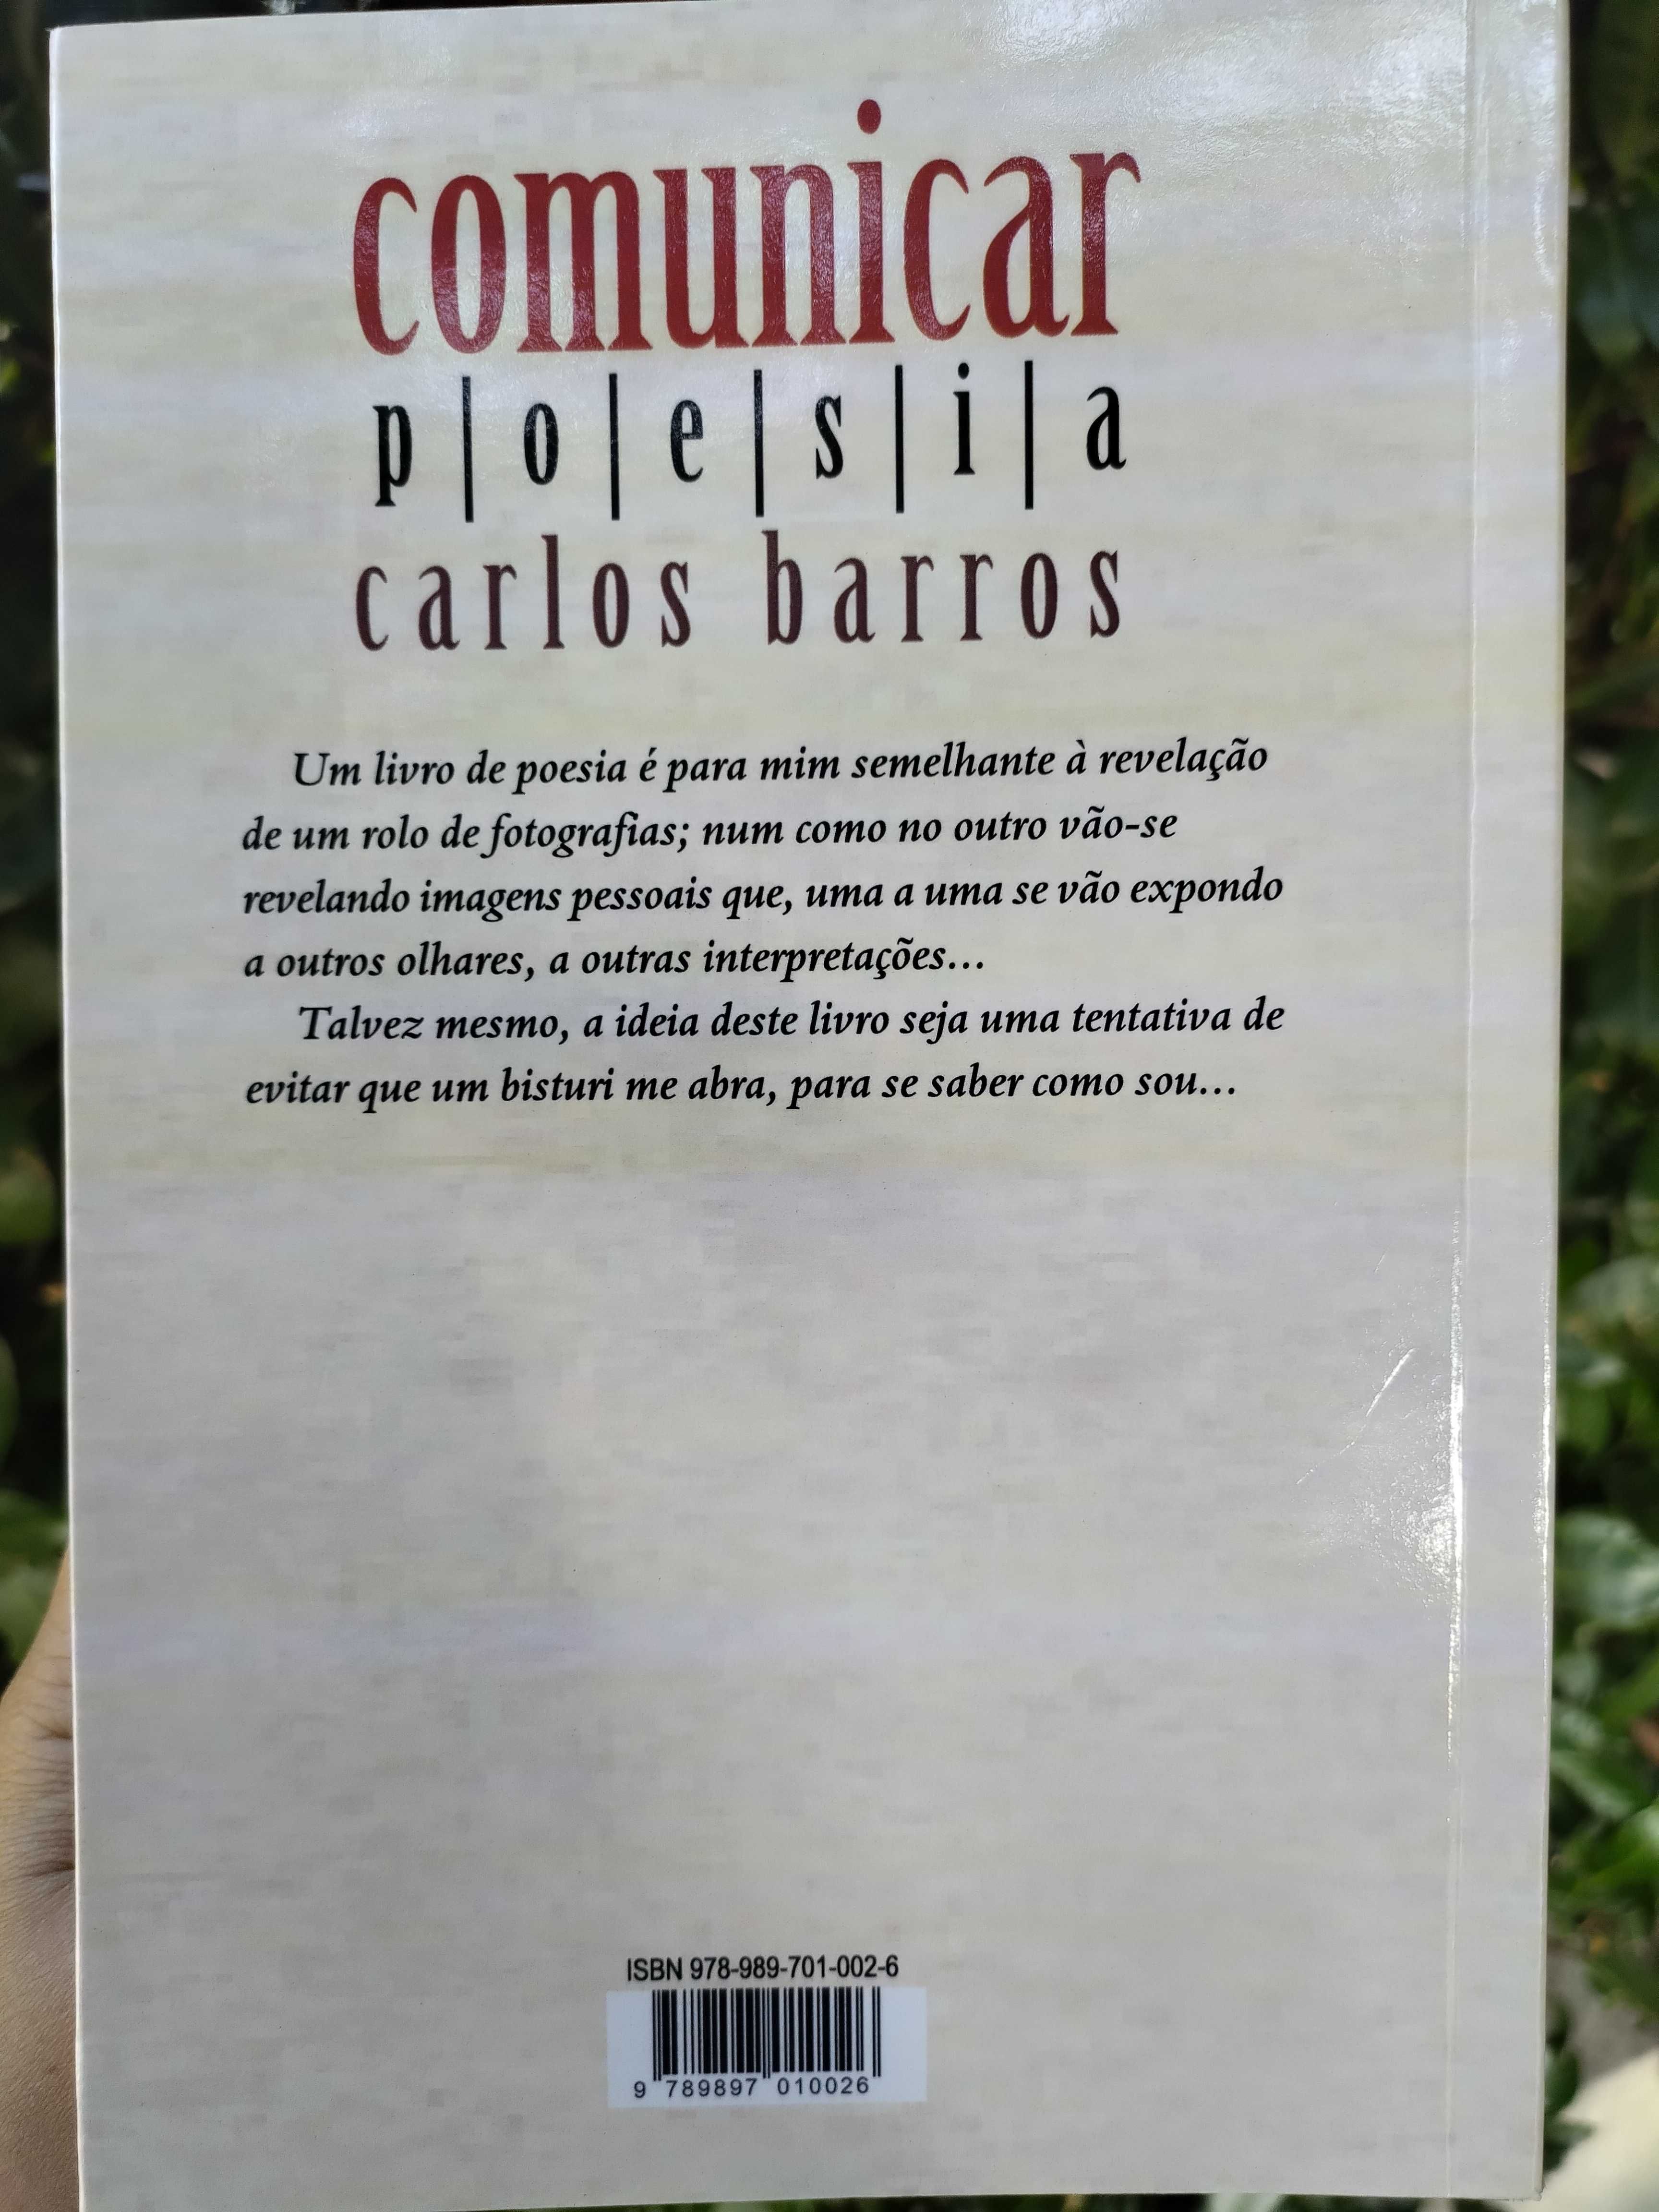 comunicar
p|o|e|s|i|a
carlos barros
Um livro de poesia é para mim semelhante à revelação
de um rolo de fotografias; num como no outro vão-se
revelando imagens pessoais que, uma a uma se vão expondo
a outros olhares, a outras interpretações...
Talvez mesmo, a ideia deste livro seja uma tentativa de
evitar que um bisturi me abra, para se saber como sou...
ISBN 978-989-701-002-6
9 789897 010026